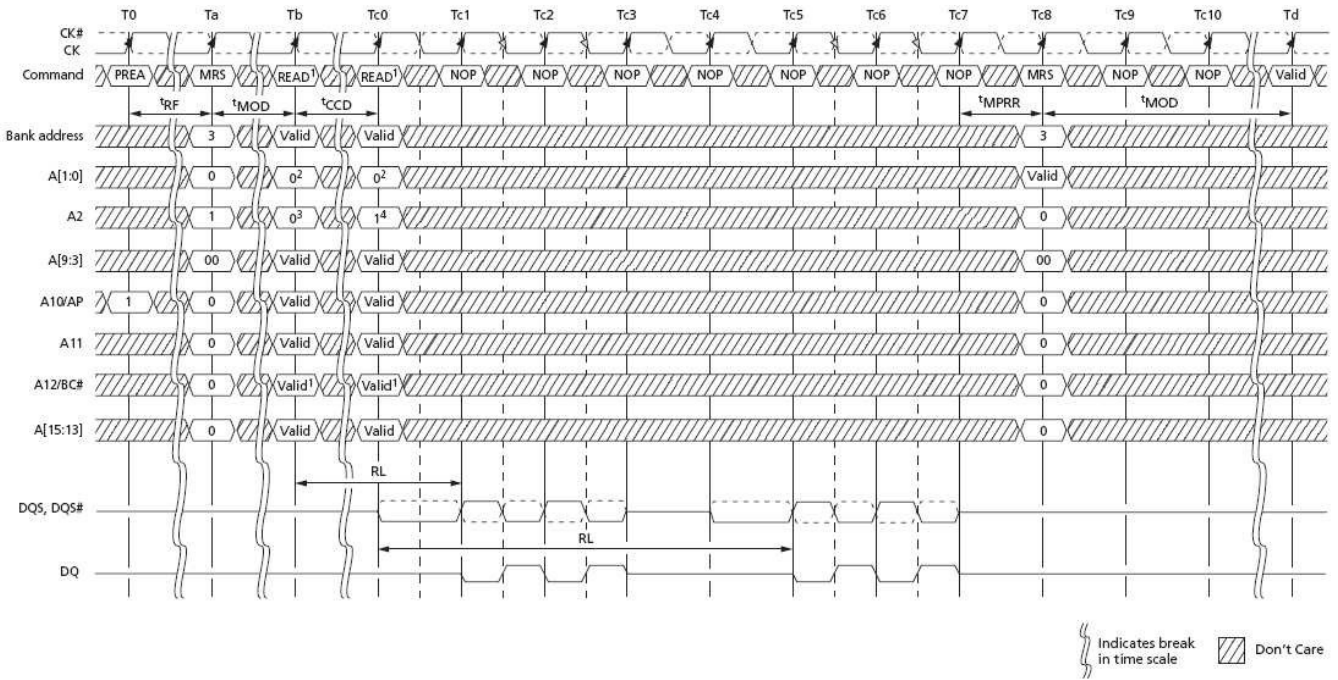 T0 Ta Tb Tc0 Tc1 Tc2 Tc3 Tc4 Tc5 Tc6 Tc7 Tc8 Tc9 Tc10 Td
CK#
CK
Command PREA MRS READ¹ READ¹ NOP NOP NOP NOP NOP NOP NOP MRS NOP NOP Valid
tRF tMOD tCCD tMPRR tMOD
Bank address 3 Valid Valid 3
A[1:0] 0 0² 0² Valid
A2 1 0³ 1⁴ 0
A[9:3] 00 Valid Valid 00
A10/AP 1 0 Valid Valid 0
A11 0 Valid Valid 0
A12/BC# 0 Valid¹ Valid¹ 0
A[15:13] 0 Valid Valid 0
RL
DQS, DQS#
RL
DQ
Indicates break
in time scale
Don't Care